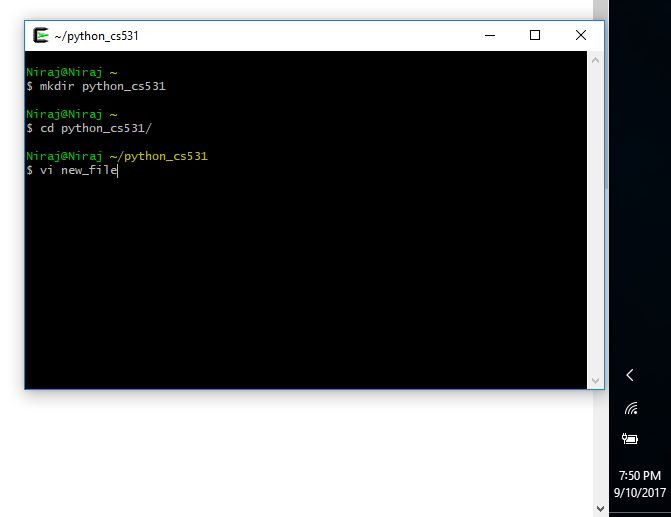 ~/python_cs531
Niraj@Niraj ~
$ mkdir python_cs531
Niraj@Niraj ~
$ cd python_cs531/
Niraj@Niraj ~/python_cs531
$ vi new_file
7:50 PM
9/10/2017